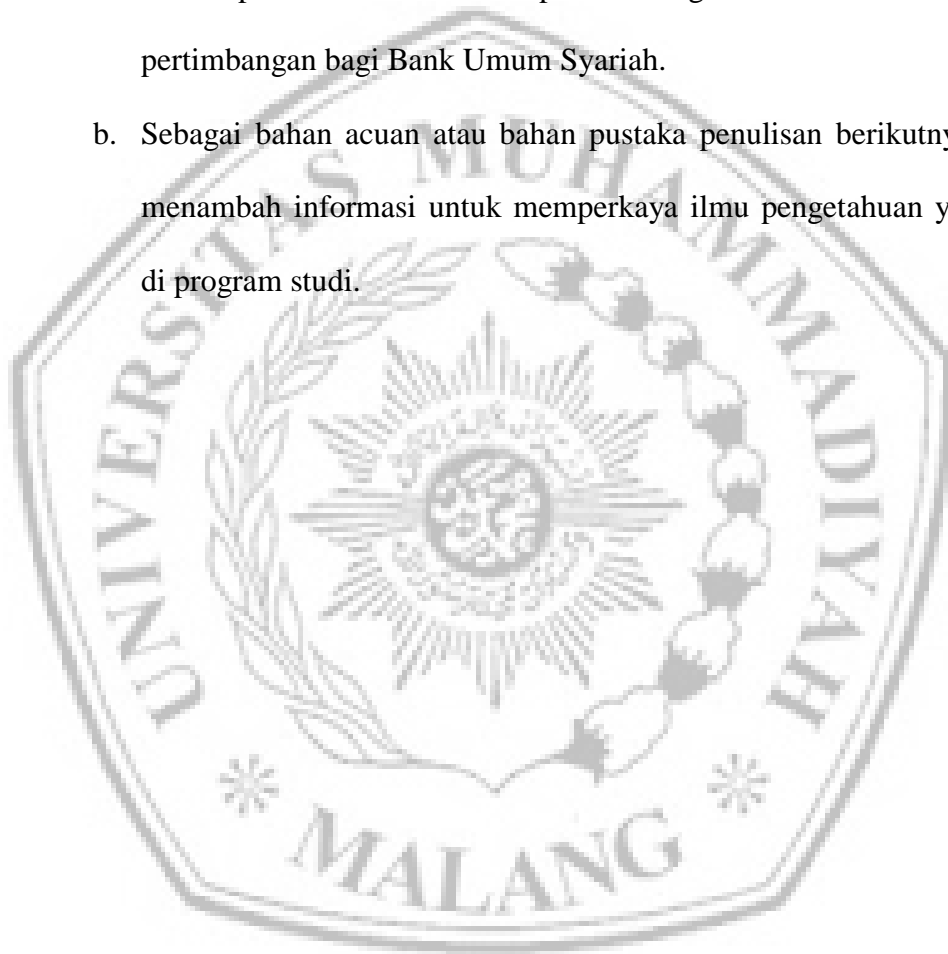 pertimbangan bagi Bank Umum Syariah.
b. Sebagai bahan acuan atau bahan pustaka penulisan berikutny
menambah informasi untuk memperkaya ilmu pengetahuan y
di program studi.
UNIVERSITAS MUHAMMADIYAH
MALANG